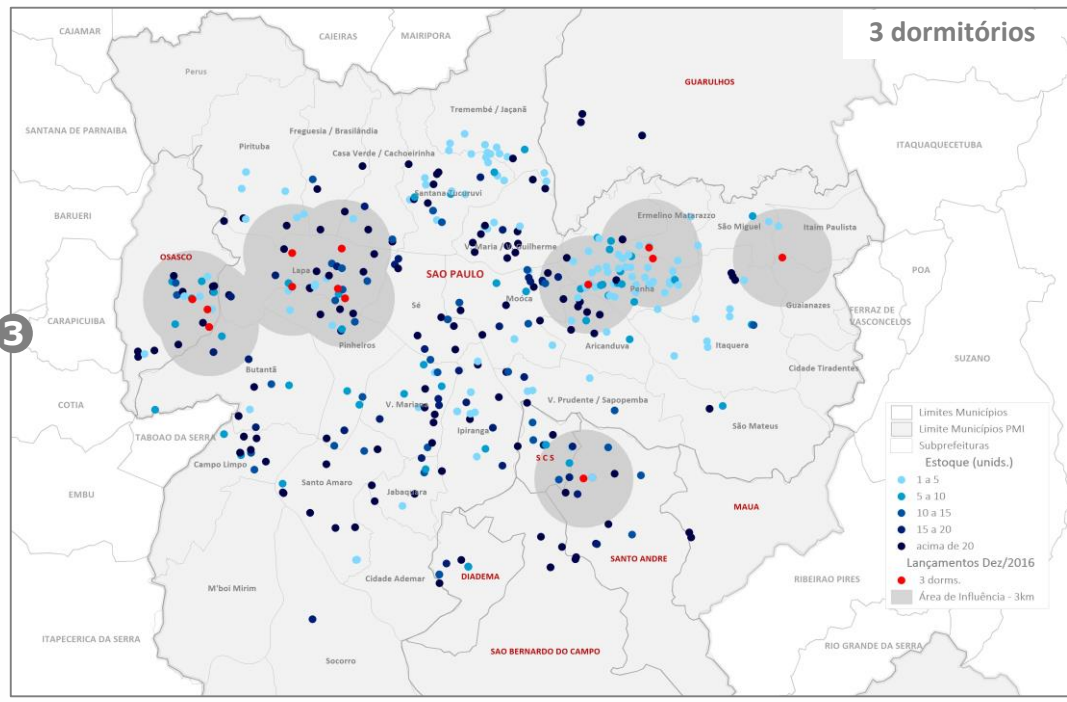 3 dormitórios
CAJAMAR
CAIEIRAS
MAIRIPORA
Perus
GUARULHOS
Tremembé / Jaçanã
SANTANA DE PARNAIBA
Freguesia / Brasilândia
Pirituba
Casa Verde / Cachoeirinha
ITAQUAQUECETUBA
BARUERI
Ermelino Matarazzo
São Miguel
Itaim Paulista
OSASCO
V. Maria / V. Guilherme
Lapa
SAO PAULO
POA
Penha
Sé
Moóca
Guaianazes
CARAPICUIBA
FERRAZ DE
VASCONCELOS
3
Pinheiros
Aricanduva
Itaquera
SUZANO
Butantã
Cidade Tiradentes
COTIA
V. Mariana
V. Prudente / Sapopemba
TABOAO DA SERRA
Ipiranga
São Mateus
Campo Limpo
S C S
Santo Amaro
Jabaquara
EMBU
MAUA
SANTO ANDRE
Cidade Ademar
DIADEMA
M'boi Mirim
RIBEIRAO PIRES
ITAPECERICA DA SERRA
SAO BERNARDO DO CAMPO
RIO GRANDE DA SERRA
Socorro
Limites Municípios
Limite Municípios PMI
Subprefeituras
Estoque (unids.)
1 a 5
5 a 10
10 a 15
15 a 20
acima de 20
Lançamentos Dez/2016
3 dorms.
Área de Influência - 3km